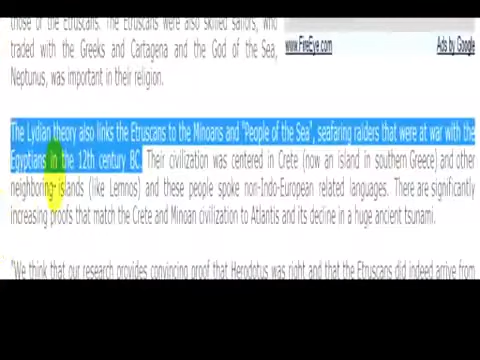 those of the Etruscans. The Etruscans were also skilled sailors, who
traded with the Greeks and Cartagena and the God of the Sea,
Neptunus, was important in their religion.
www.FireEye.com
Ads by Google
The Lydian theory also links the Etruscans to the Minoans and "People of the Sea", seafaring raiders that were at war with the
Egyptians in the 12th century BC. Their civilization was centered in Crete (now an island in southern Greece) and other
neighboring islands (like Lemnos) and these people spoke non-Indo-European related languages. There are significantly
increasing proofs that match the Crete and Minoan civilization to Atlantis and its decline in a huge ancient tsunami.
"We think that our research provides convincing proof that Herodotus was right and that the Etruscans did indeed arrive from